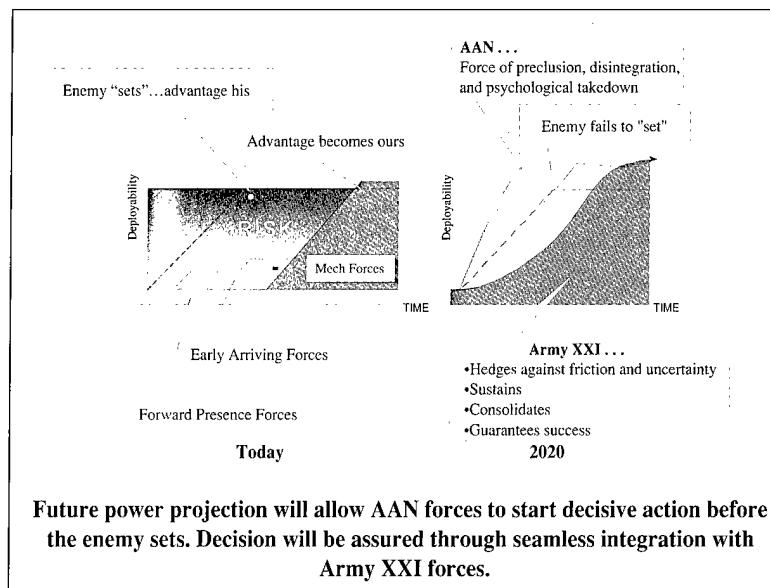 AAN . . .
Force of preclusion, disintegration,
and psychological takedown
Enemy “sets”...advantage his
Enemy fails to "set"
Advantage becomes ours
Deployability
RISK
Mech Forces
TIME
Deployability
TIME
Early Arriving Forces
Forward Presence Forces
Today
Army XXI . . .
•Hedges against friction and uncertainty
•Sustains
•Consolidates
•Guarantees success
2020
Future power projection will allow AAN forces to start decisive action before
the enemy sets. Decision will be assured through seamless integration with
Army XXI forces.